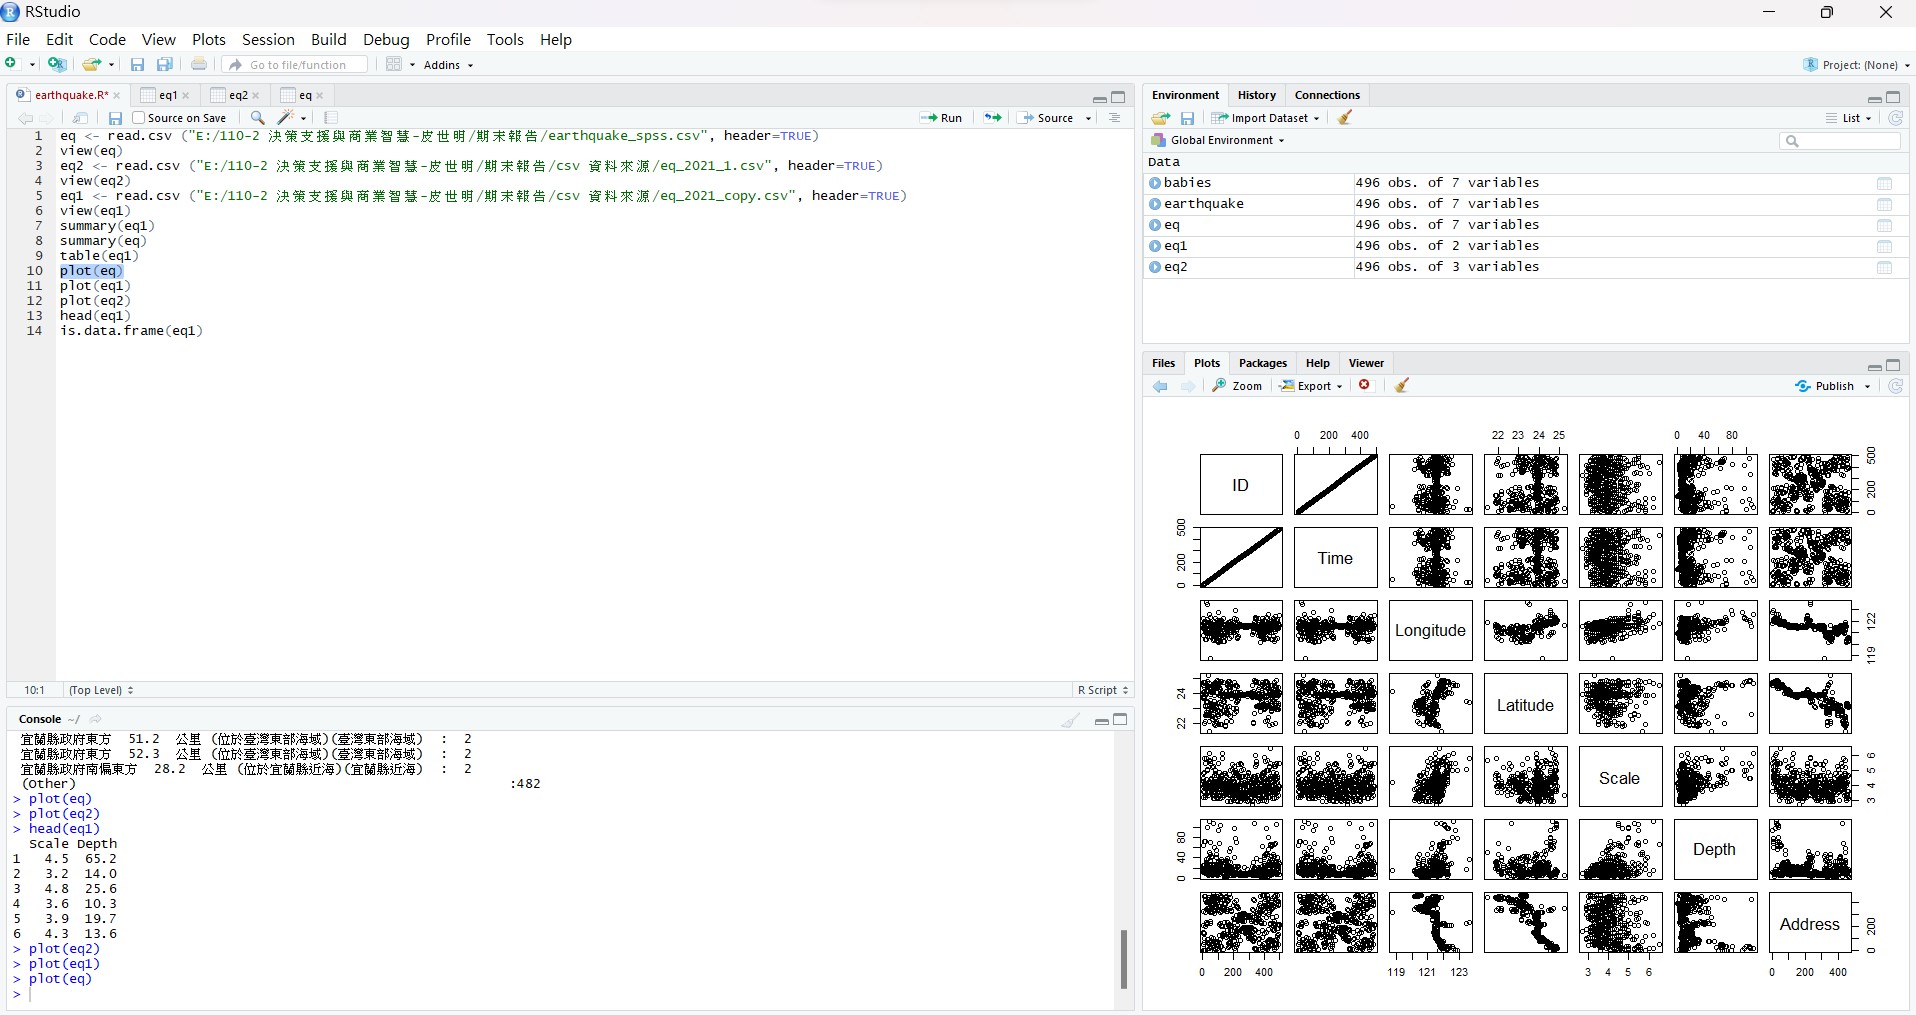 RStudio
File Edit Code View Plots Session Build Debug Profile Tools Help
Go to file/function Addins Project: (None)
earthquake.R* eq1 eq2 eq
Source on Save Run Source
1 eq <- read.csv ("E:/110-2 決策支援與商業智慧-皮世明/期末報告/earthquake_spss.csv", header=TRUE)
2 view(eq)
3 eq2 <- read.csv ("E:/110-2 決策支援與商業智慧-皮世明/期末報告/csv 資料來源/eq_2021_1.csv", header=TRUE)
4 view(eq2)
5 eq1 <- read.csv ("E:/110-2 決策支援與商業智慧-皮世明/期末報告/csv 資料來源/eq_2021_copy.csv", header=TRUE)
6 view(eq1)
7 summary(eq1)
8 summary(eq)
9 table(eq1)
10 plot(eq)
11 plot(eq1)
12 plot(eq2)
13 head(eq1)
14 is.data.frame(eq1)
10:1 (Top Level) R Script
Console ~/
宜蘭縣政府東方 51.2 公里 (位於臺灣東部海域)(臺灣東部海域) : 2
宜蘭縣政府東方 52.3 公里 (位於臺灣東部海域)(臺灣東部海域) : 2
宜蘭縣政府南偏東方 28.2 公里 (位於宜蘭縣近海)(宜蘭縣近海) : 2
(Other) :482
> plot(eq)
> plot(eq2)
> head(eq1)
Scale Depth
1 4.5 65.2
2 3.2 14.0
3 4.8 25.6
4 3.6 10.3
5 3.9 19.7
6 4.3 13.6
> plot(eq2)
> plot(eq1)
> plot(eq)
>
Environment History Connections
Import Dataset List
Global Environment
Data
babies 496 obs. of 7 variables
earthquake 496 obs. of 7 variables
eq 496 obs. of 7 variables
eq1 496 obs. of 2 variables
eq2 496 obs. of 3 variables
Files Plots Packages Help Viewer
Zoom Export Publish
0 200 400 22 23 24 25 0 40 80
ID 0 200 500
0 200 500 Time
Longitude 119 122
22 24 Latitude
Scale 3 4 5 6
0 40 80 Depth
Address 0 200
0 200 400 119 121 123 3 4 5 6 0 200 400